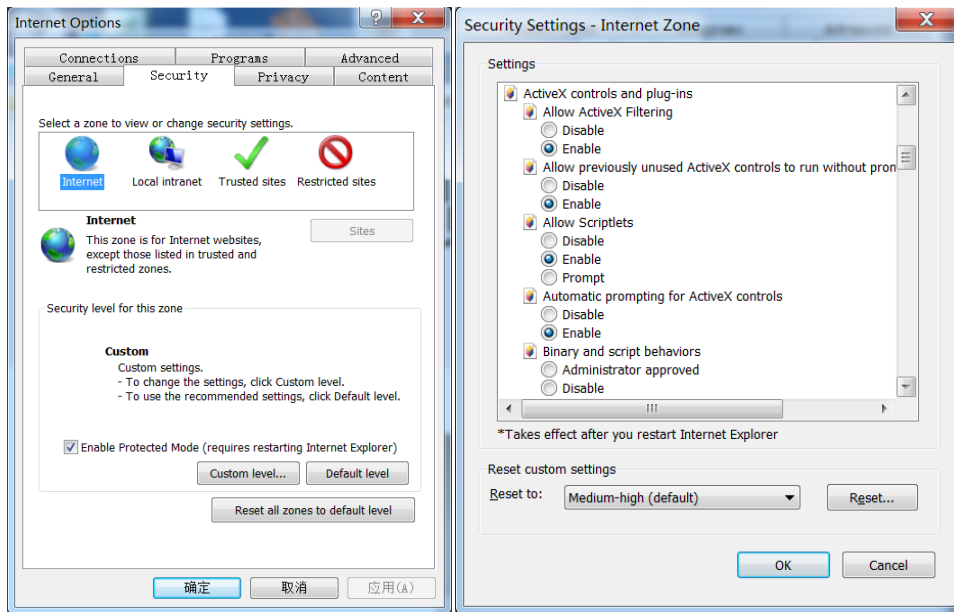 Internet Options
Connections Programs Advanced
General Security Privacy Content
Select a zone to view or change security settings.
Internet Local intranet Trusted sites Restricted sites
Internet
Sites
This zone is for Internet websites,
except those listed in trusted and
restricted zones.
Security level for this zone
Custom
Custom settings.
- To change the settings, click Custom level.
- To use the recommended settings, click Default level.
Enable Protected Mode (requires restarting Internet Explorer)
Custom level... Default level
Reset all zones to default level
确定 取消 应用(A)
Security Settings - Internet Zone
Settings
ActiveX controls and plug-ins
Allow ActiveX Filtering
Disable
Enable
Allow previously unused ActiveX controls to run without pron
Disable
Enable
Allow Scriptlets
Disable
Enable
Prompt
Automatic prompting for ActiveX controls
Disable
Enable
Binary and script behaviors
Administrator approved
Disable
*Takes effect after you restart Internet Explorer
Reset custom settings
Reset to: Medium-high (default) Reset...
OK Cancel